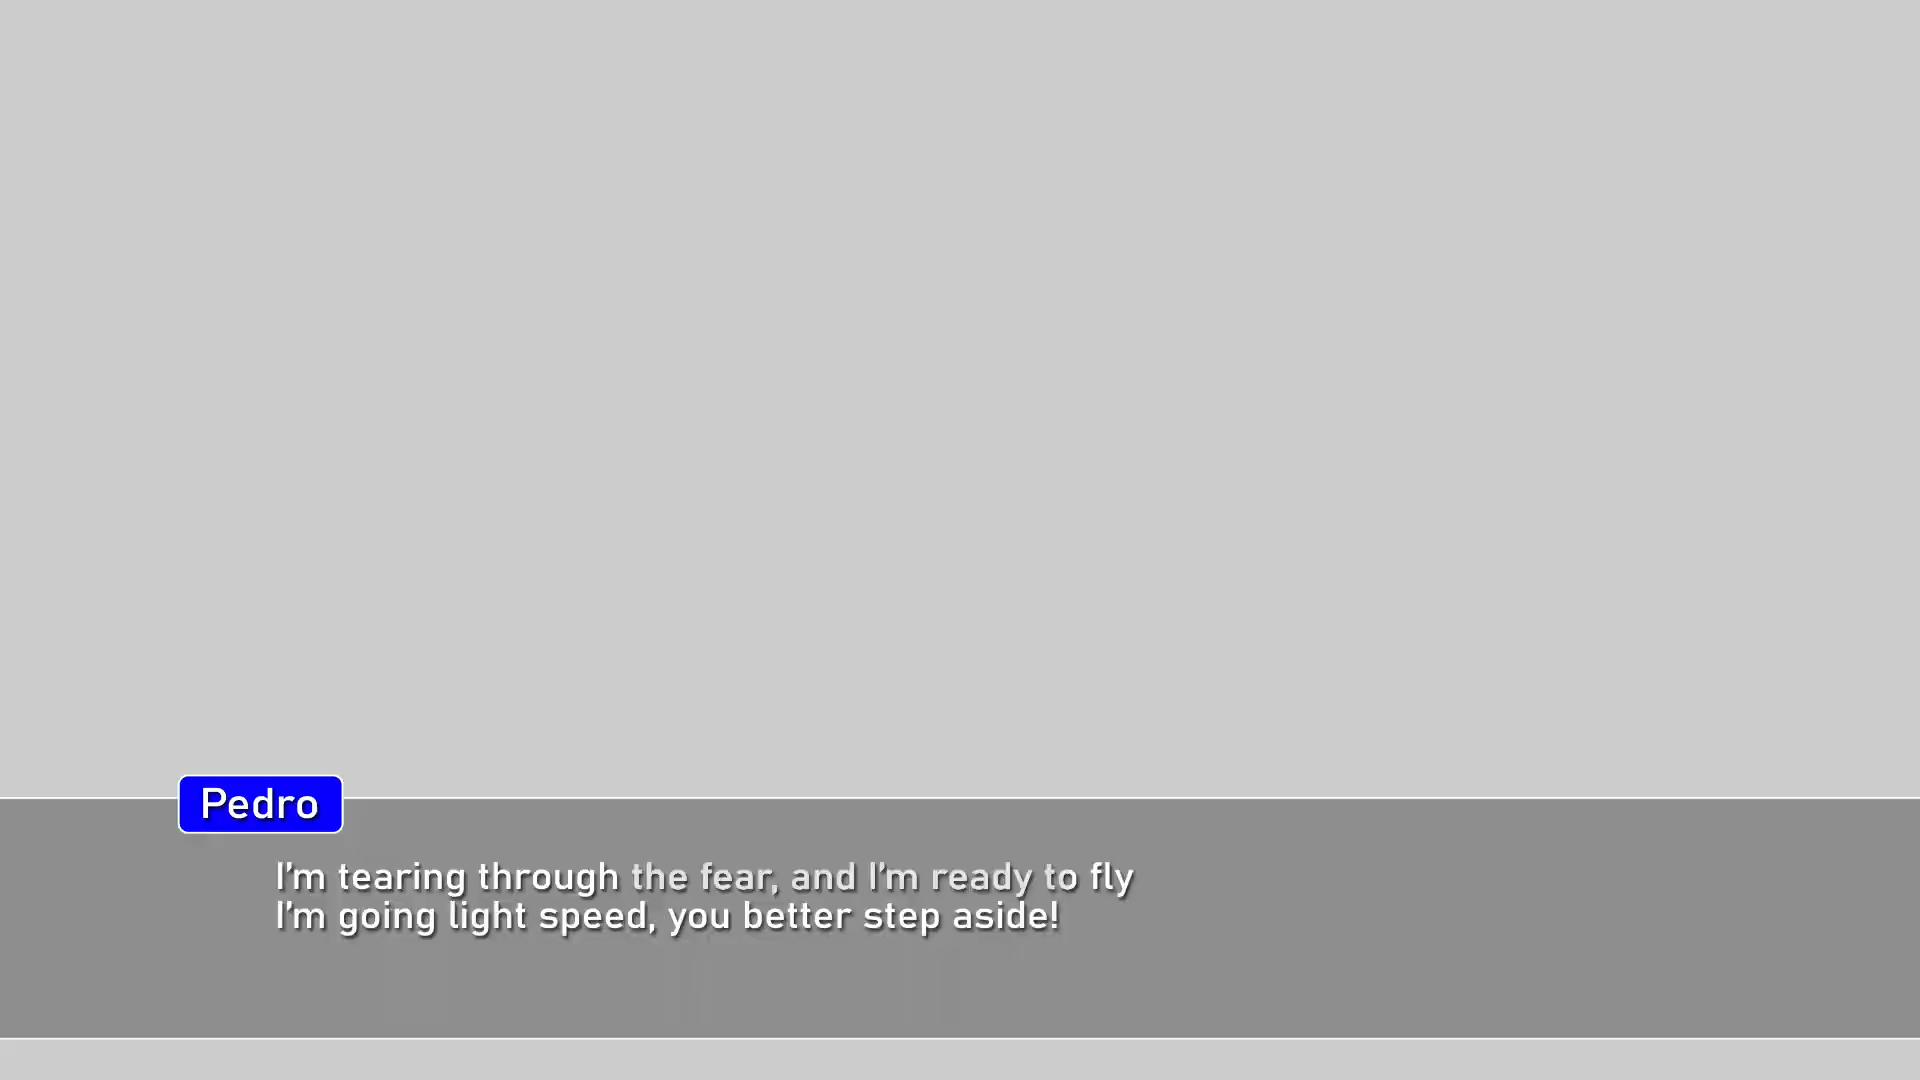 Pedro
I'm tearing through the fear, and I'm ready to fly
I'm going light speed, you better step aside!